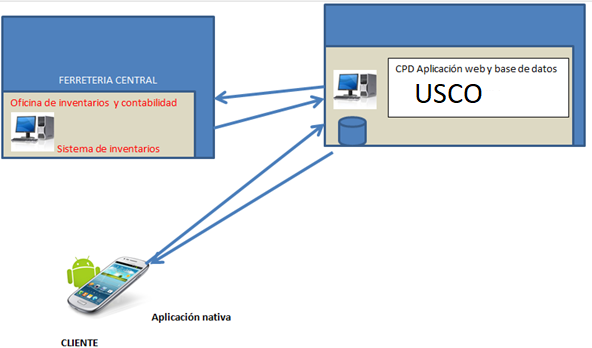 FERRETERIA CENTRAL
Oficina de inventarios y contabilidad
Sistema de inventarios
CPD Aplicación web y base de datos
USCO
Aplicación nativa
CLIENTE